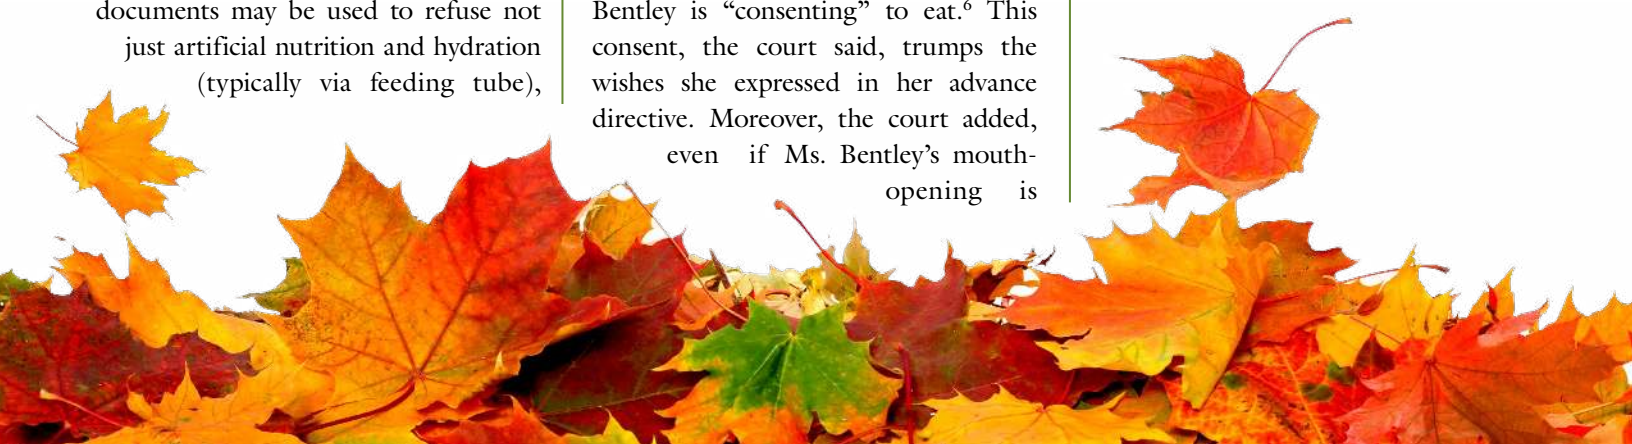 documents may be used to refuse not
just artificial nutrition and hydration
(typically via feeding tube),
Bentley is “consenting” to eat.⁶ This
consent, the court said, trumps the
wishes she expressed in her advance
directive. Moreover, the court added,
even if Ms. Bentley’s mouth-
opening is